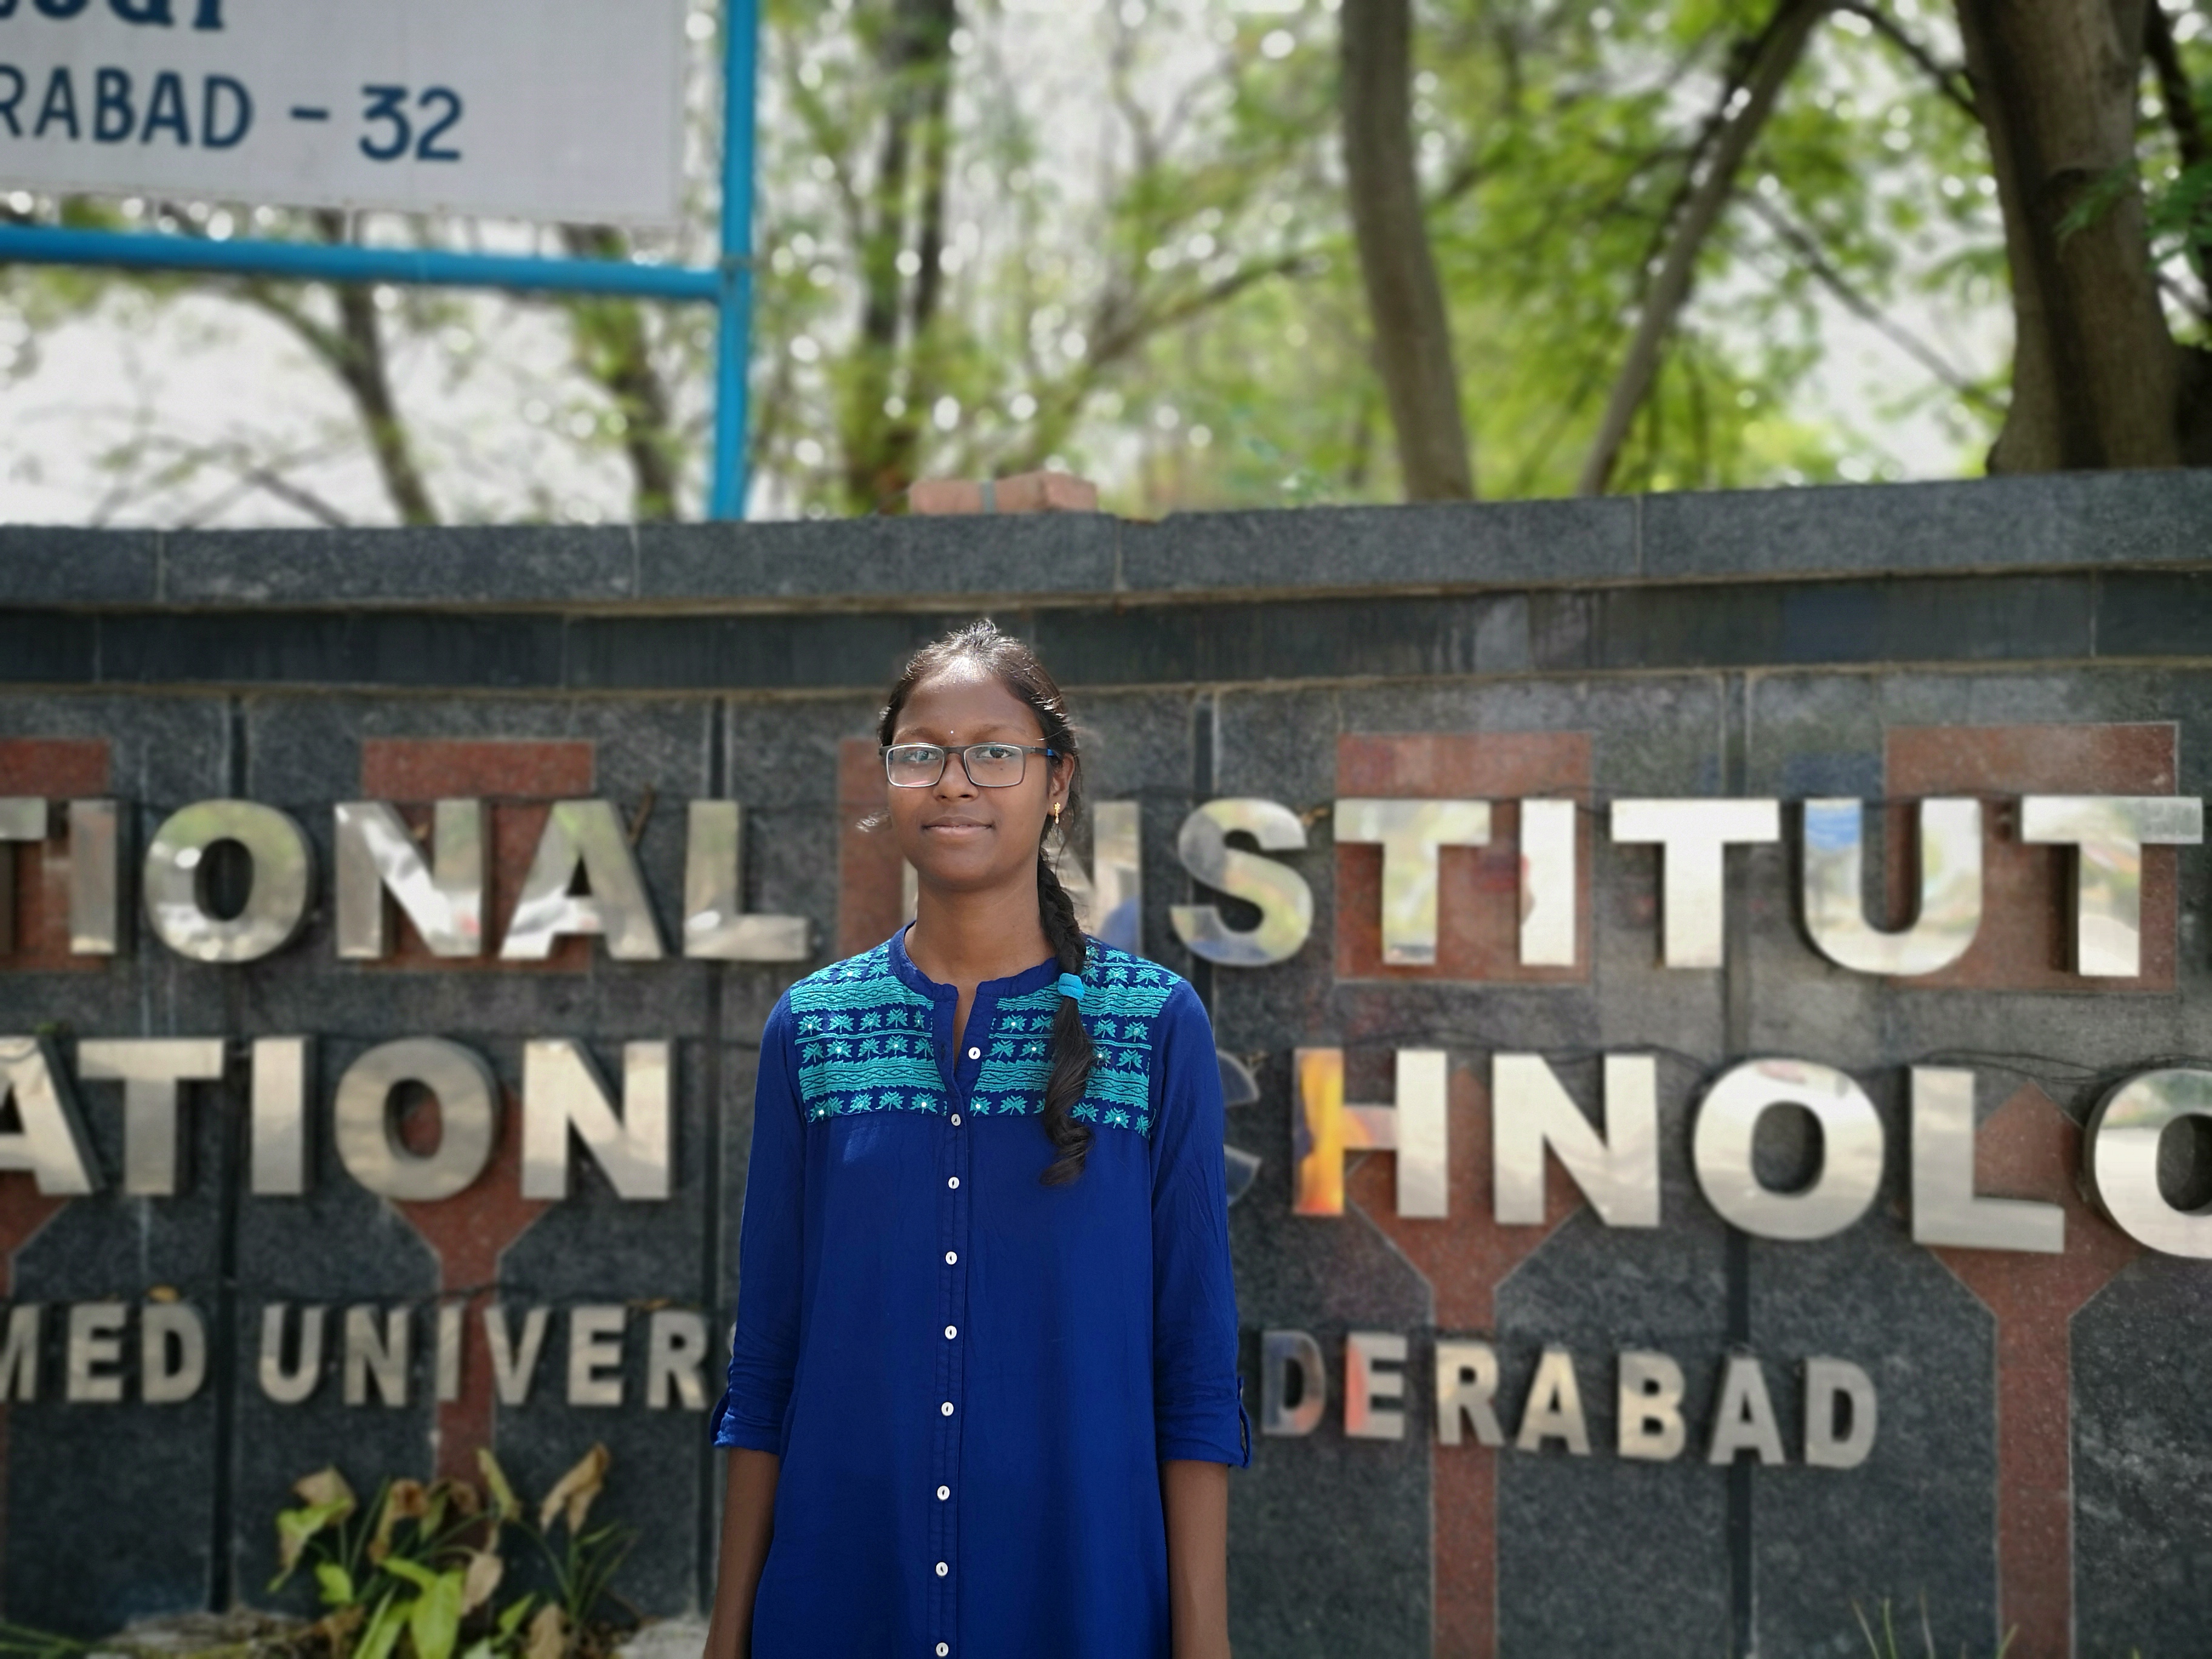 RABAD - 32
TIONAL INSTITUT
ATION CHNOLO
MED UNIVERS DERABAD